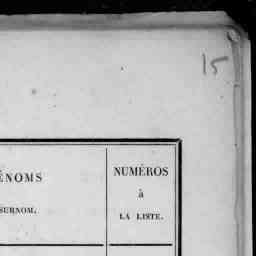 15
ÉNOMS
SURNOM.
NUMÉROS
à
LA LISTE.